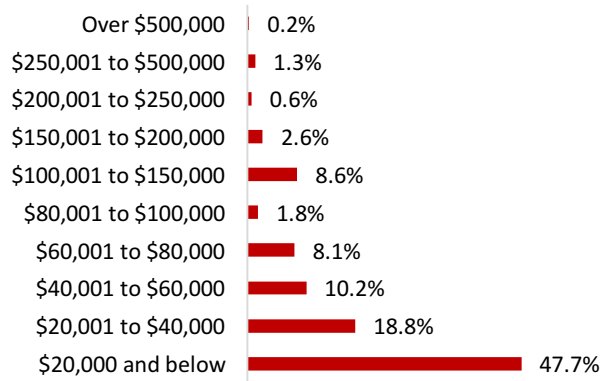 Over $500,000 0.2%
$250,001 to $500,000 1.3%
$200,001 to $250,000 0.6%
$150,001 to $200,000 2.6%
$100,001 to $150,000 8.6%
$80,001 to $100,000 1.8%
$60,001 to $80,000 8.1%
$40,001 to $60,000 10.2%
$20,001 to $40,000 18.8%
$20,000 and below 47.7%